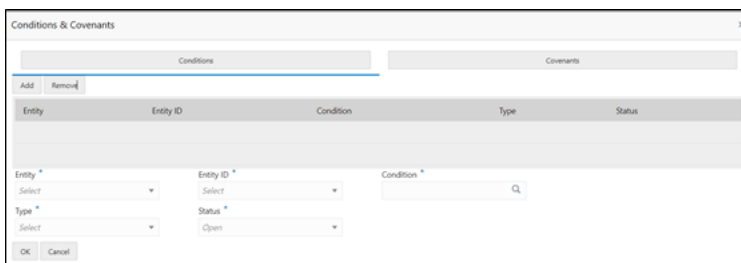 Conditions & Covenants
Conditions Covenants
Add Remove
Entity Entity ID Condition Type Status
Entity * Entity ID * Condition *
Select Select
Type * Status *
Select Open
OK Cancel